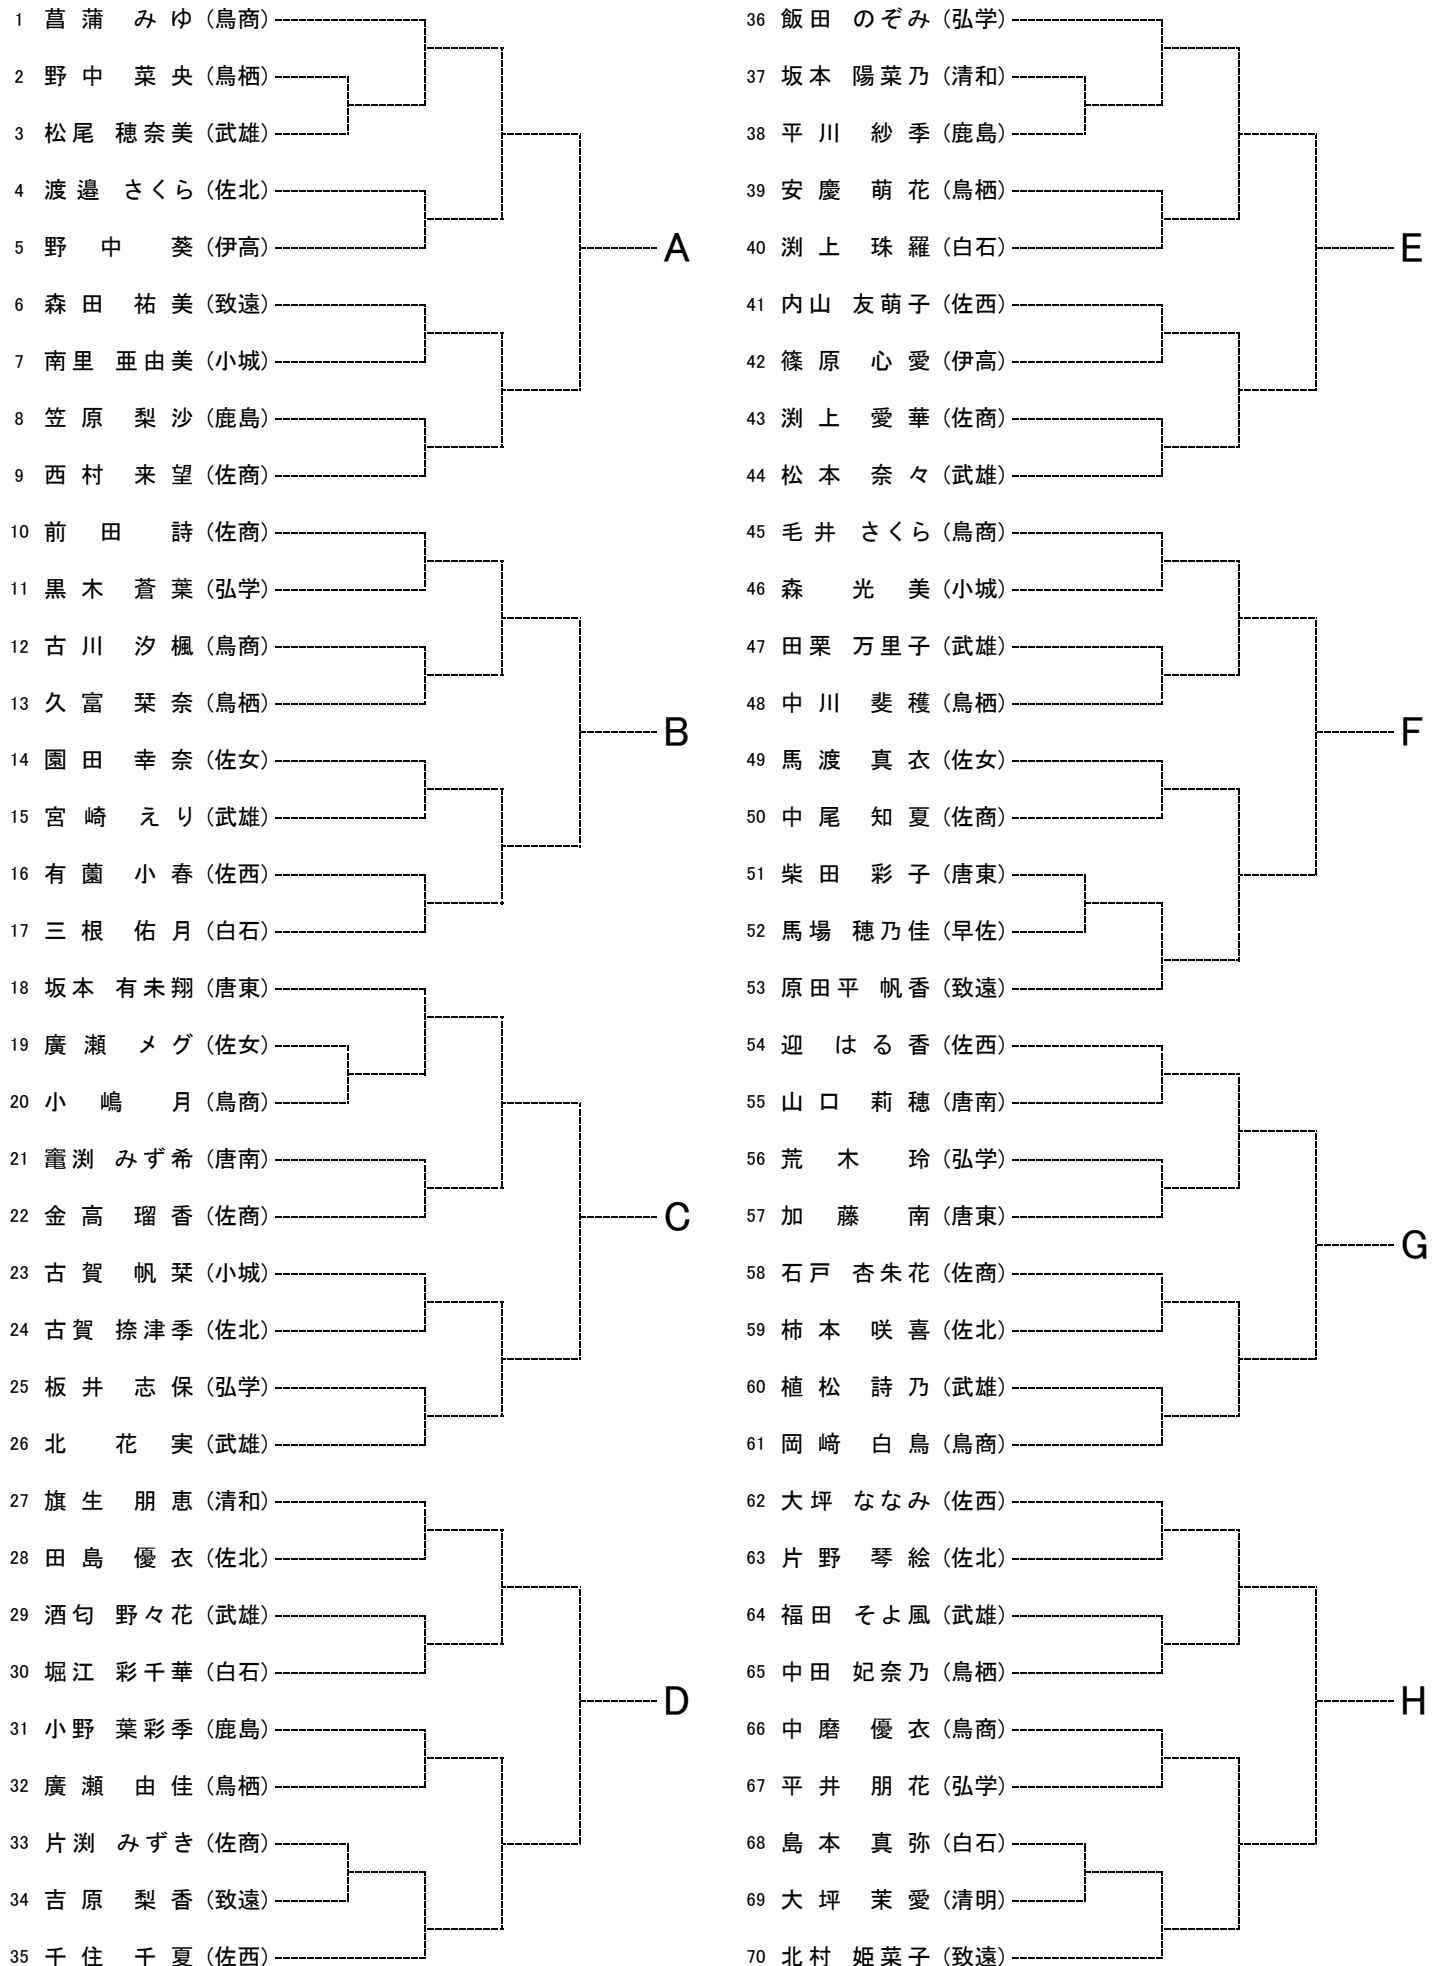 1 菖蒲 みゆ (鳥商)
2 野中 菜央 (鳥栖)
3 松尾 穂奈美 (武雄)
4 渡邉 さくら (佐北)
5 野中 葵 (伊高)
A
6 森田 祐美 (致遠)
7 南里 亜由美 (小城)
8 笠原 梨沙 (鹿島)
9 西村 来望 (佐商)
10 前田 詩 (佐商)
11 黒木 蒼葉 (弘学)
12 古川 汐楓 (鳥商)
13 久富 栞奈 (鳥栖)
B
14 園田 幸奈 (佐女)
15 宮崎 えり (武雄)
16 有薗 小春 (佐西)
17 三根 佑月 (白石)
18 坂本 有未翔 (唐東)
19 廣瀬 メグ (佐女)
20 小嶋 月 (鳥商)
21 竈渕 みず希 (唐南)
22 金高 瑠香 (佐商)
C
23 古賀 帆栞 (小城)
24 古賀 捺津季 (佐北)
25 板井 志保 (弘学)
26 北 花実 (武雄)
27 旗生 朋恵 (清和)
28 田島 優衣 (佐北)
29 酒匂 野々花 (武雄)
30 堀江 彩千華 (白石)
D
31 小野 葉彩季 (鹿島)
32 廣瀬 由佳 (鳥栖)
33 片渕 みずき (佐商)
34 吉原 梨香 (致遠)
35 千住 千夏 (佐西)
36 飯田 のぞみ (弘学)
37 坂本 陽菜乃 (清和)
38 平川 紗季 (鹿島)
39 安慶 萌花 (鳥栖)
40 渕上 珠羅 (白石)
E
41 内山 友萌子 (佐西)
42 篠原 心愛 (伊高)
43 渕上 愛華 (佐商)
44 松本 奈々 (武雄)
45 毛井 さくら (鳥商)
46 森 光美 (小城)
47 田栗 万里子 (武雄)
48 中川 斐穫 (鳥栖)
F
49 馬渡 真衣 (佐女)
50 中尾 知夏 (佐商)
51 柴田 彩子 (唐東)
52 馬場 穂乃佳 (早佐)
53 原田平 帆香 (致遠)
54 迎 はる香 (佐西)
55 山口 莉穂 (唐南)
56 荒木 玲 (弘学)
57 加藤 南 (唐東)
G
58 石戸 杏朱花 (佐商)
59 柿本 咲喜 (佐北)
60 植松 詩乃 (武雄)
61 岡﨑 白鳥 (鳥商)
62 大坪 ななみ (佐西)
63 片野 琴絵 (佐北)
64 福田 そよ風 (武雄)
65 中田 妃奈乃 (鳥栖)
H
66 中磨 優衣 (鳥商)
67 平井 朋花 (弘学)
68 島本 真弥 (白石)
69 大坪 茉愛 (清明)
70 北村 姫菜子 (致遠)